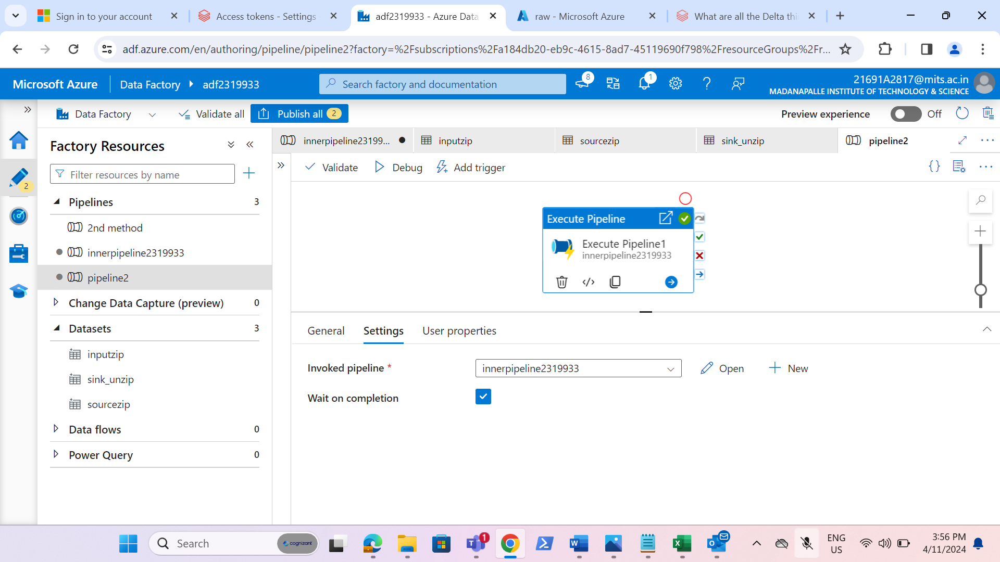 Sign in to your account
Access tokens - Settings
adf2319933 - Azure Data
raw - Microsoft Azure
What are all the Delta thi
adf.azure.com/en/authoring/pipeline/pipeline2?factory=%2Fsubscriptions%2Fa184db20-eb9c-4615-8ad7-45119690f798%2FresourceGroups%2Fr...
Microsoft Azure
Data Factory
adf2319933
Search factory and documentation
8
1
21691A2817@mits.ac.in
MADANAPALLE INSTITUTE OF TECHNOLOGY & SCIENCE
Data Factory
Validate all
Publish all 2
Preview experience
Off
2
Factory Resources
Filter resources by name
Pipelines 3
2nd method
innerpipeline2319933
pipeline2
Change Data Capture (preview) 0
Datasets 3
inputzip
sink_unzip
sourcezip
Data flows 0
Power Query 0
innerpipeline23199...
inputzip
sourcezip
sink_unzip
pipeline2
Validate
Debug
Add trigger
Execute Pipeline
Execute Pipeline1
innerpipeline2319933
General
Settings
User properties
Invoked pipeline *
innerpipeline2319933
Open
New
Wait on completion
Search
cognizant
1
ENG
US
3:56 PM
4/11/2024